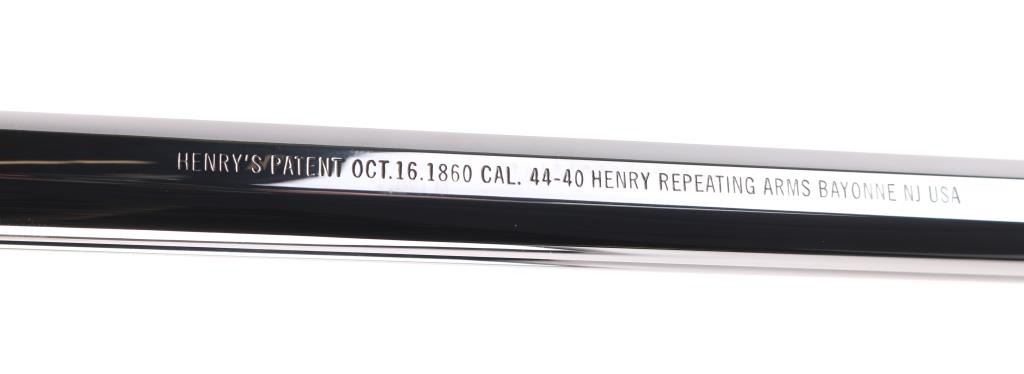 HENRY'S PATENT OCT.16.1860 CAL. 44-40 HENRY REPEATING ARMS BAYONNE NJ USA